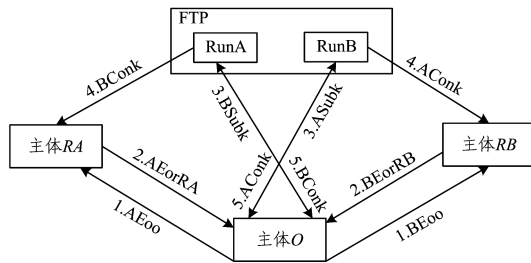 FTP
RunA
RunB
4.BConk
4.AConk
3.BSubk
3.ASubk
主体RA
主体RB
2.AEorRA
5.AConk
5.BConk
2.BEorRB
1.AEoo
主体O
1.BEoo